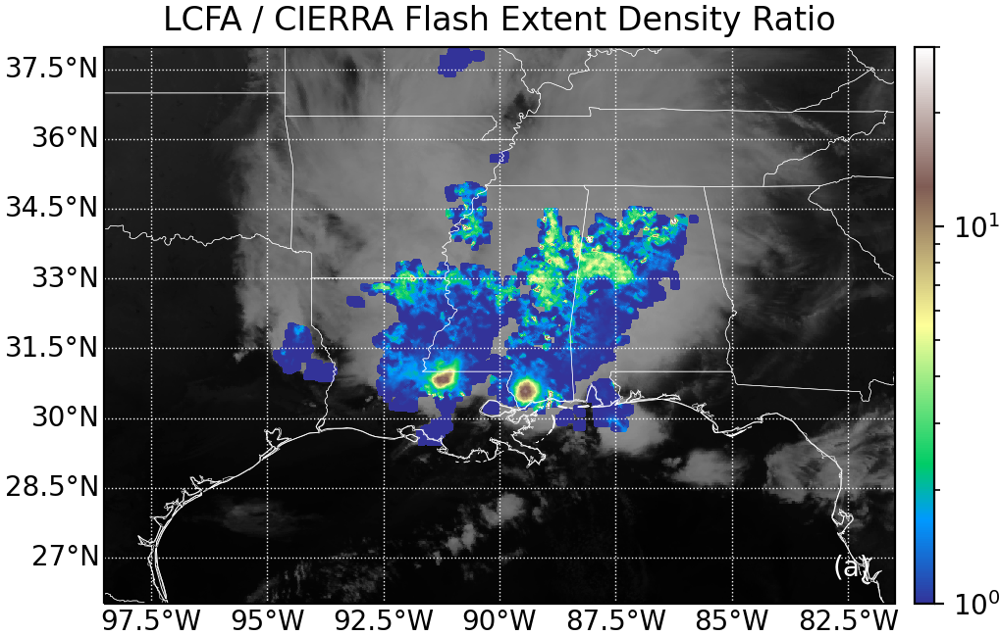 LCFA / CIERRA Flash Extent Density Ratio
37.5°N
36°N
34.5°N
33°N
31.5°N
30°N
28.5°N
27°N
97.5°W 95°W 92.5°W 90°W 87.5°W 85°W 82.5°W
(a)
10¹
10⁰